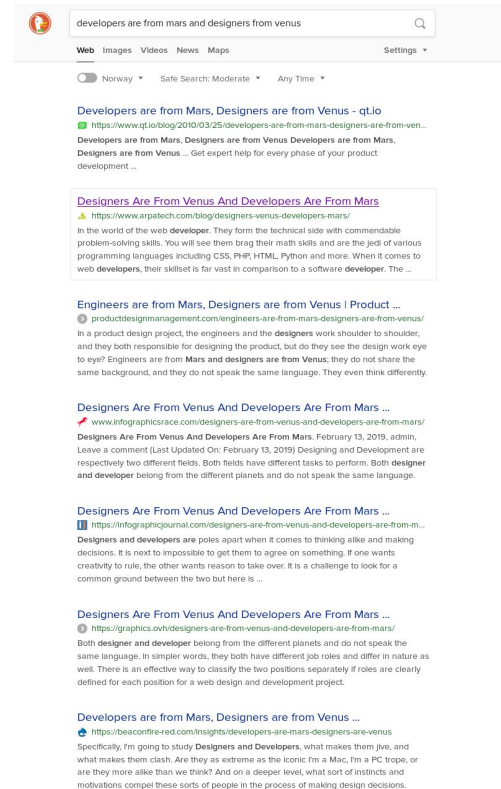 developers are from mars and designers from venus
Web Images Videos News Maps Settings ▼
Norway ▼ Safe Search: Moderate ▼ Any Time ▼
Developers are from Mars, Designers are from Venus - qt.io
https://www.qt.io/blog/2010/03/25/developers-are-from-mars-designers-are-from-ven...
Developers are from Mars, Designers are from Venus Developers are from Mars,
Designers are from Venus ... Get expert help for every phase of your product
development ...
Designers Are From Venus And Developers Are From Mars
https://www.arpatech.com/blog/designers-venus-developers-mars/
In the world of the web developer. They form the technical side with commendable
problem-solving skills. You will see them brag their math skills and are the jedi of various
programming languages including CSS, PHP, HTML, Python and more. When it comes to
web developers, their skillset is far vast in comparison to a software developer. The ...
Engineers are from Mars, Designers are from Venus | Product ...
productdesignmanagement.com/engineers-are-from-mars-designers-are-from-venus/
In a product design project, the engineers and the designers work shoulder to shoulder,
and they both responsible for designing the product, but do they see the design work eye
to eye? Engineers are from Mars and designers are from Venus; they do not share the
same background, and they do not speak the same language. They even think differently.
Designers Are From Venus And Developers Are From Mars ...
www.infographicsrace.com/designers-are-from-venus-and-developers-are-from-mars/
Designers Are From Venus And Developers Are From Mars. February 13, 2019, admin,
Leave a comment (Last Updated On: February 13, 2019) Designing and Development are
respectively two different fields. Both fields have different tasks to perform. Both designer
and developer belong from the different planets and do not speak the same language.
Designers Are From Venus And Developers Are From Mars ...
https://infographicjournal.com/designers-are-from-venus-and-developers-are-from-m...
Designers and developers are poles apart when it comes to thinking alike and making
decisions. It is next to impossible to get them to agree on something. If one wants
creativity to rule, the other wants reason to take over. It is a challenge to look for a
common ground between the two but here is ...
Designers Are From Venus And Developers Are From Mars ...
https://graphics.ovh/designers-are-from-venus-and-developers-are-from-mars/
Both designer and developer belong from the different planets and do not speak the
same language. In simpler words, they both have different job roles and differ in nature as
well. There is an effective way to classify the two positions separately if roles are clearly
defined for each position for a web design and development project.
Developers are from Mars, Designers are from Venus ...
https://beaconfire-red.com/insights/developers-are-mars-designers-are-venus
Specifically, I'm going to study Designers and Developers, what makes them jive, and
what makes them clash. Are they as extreme as the iconic I'm a Mac, I'm a PC trope, or
are they more alike than we think? And on a deeper level, what sort of instincts and
motivations compel these sorts of people in the process of making design decisions.